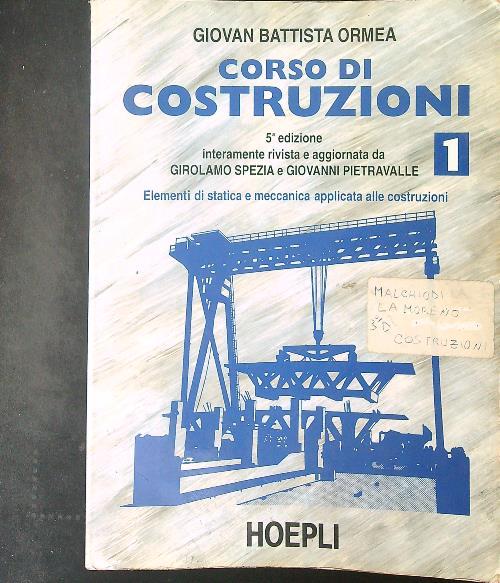 GIOVAN BATTISTA ORMEA
CORSO DI
COSTRUZIONI
5ª edizione
interamente rivista e aggiornata da
GIROLAMO SPEZIA e GIOVANNI PIETRAVALLE
1
Elementi di statica e meccanica applicata alle costruzioni
MALCHIODI
LA MORENO
3ªD
COSTRUZIONI
HOEPLI